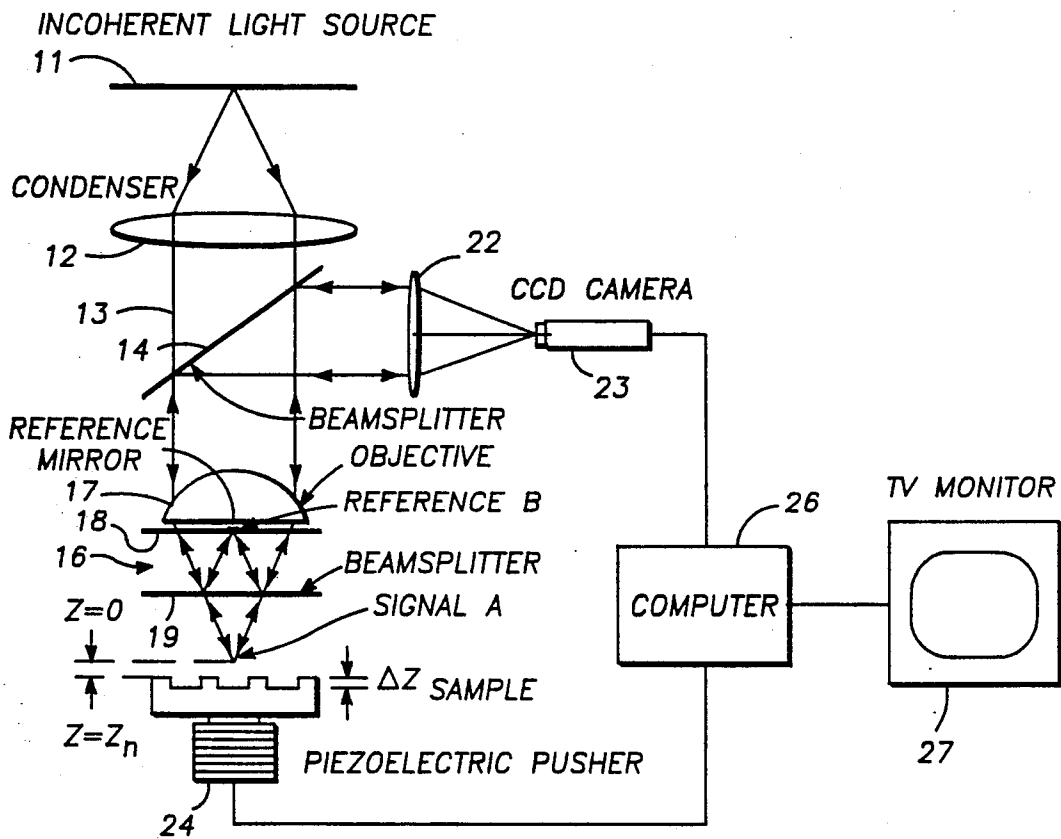 INCOHERENT LIGHT SOURCE
11
CONDENSER
12
22
CCD CAMERA
13
14
23
BEAMSPLITTER
REFERENCE
MIRROR
OBJECTIVE
17
REFERENCE B
TV MONITOR
18
26
16
BEAMSPLITTER
Z=0
19
SIGNAL A
COMPUTER
ΔZ SAMPLE
Z=Zn
27
PIEZOELECTRIC PUSHER
24